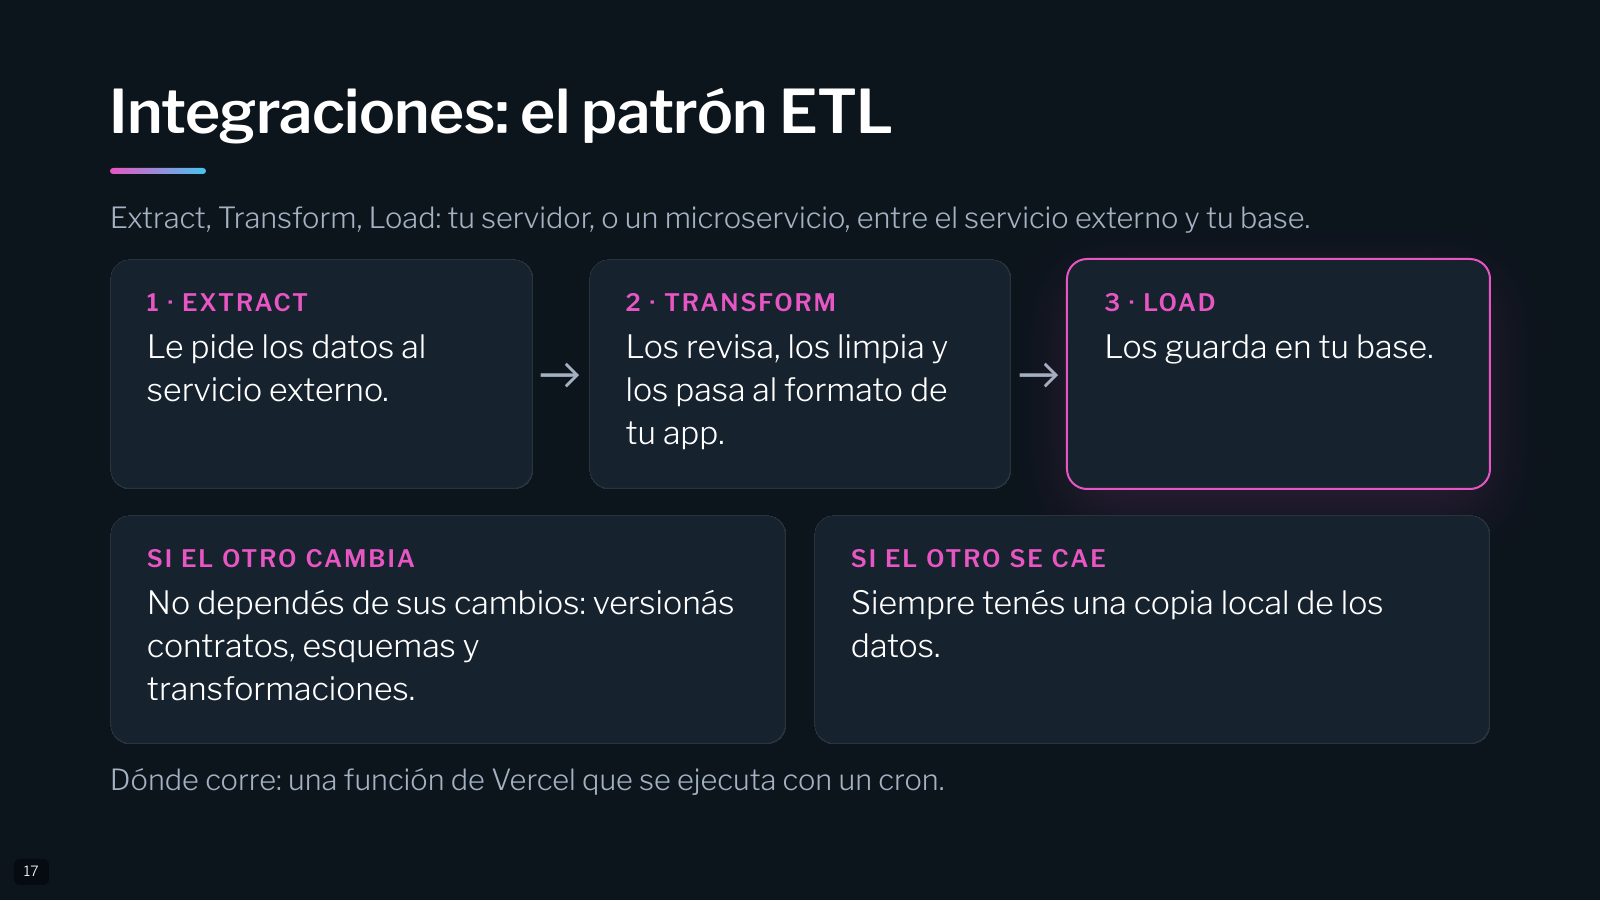 Integraciones: el patrón ETL
Extract, Transform, Load: tu servidor, o un microservicio, entre el servicio externo y tu base.
1 · EXTRACT
Le pide los datos al
servicio externo.
→
2 · TRANSFORM
Los revisa, los limpia y
los pasa al formato de
tu app.
→
3 · LOAD
Los guarda en tu base.
SI EL OTRO CAMBIA
No dependés de sus cambios: versionás
contratos, esquemas y
transformaciones.
SI EL OTRO SE CAE
Siempre tenés una copia local de los
datos.
Dónde corre: una función de Vercel que se ejecuta con un cron.
17